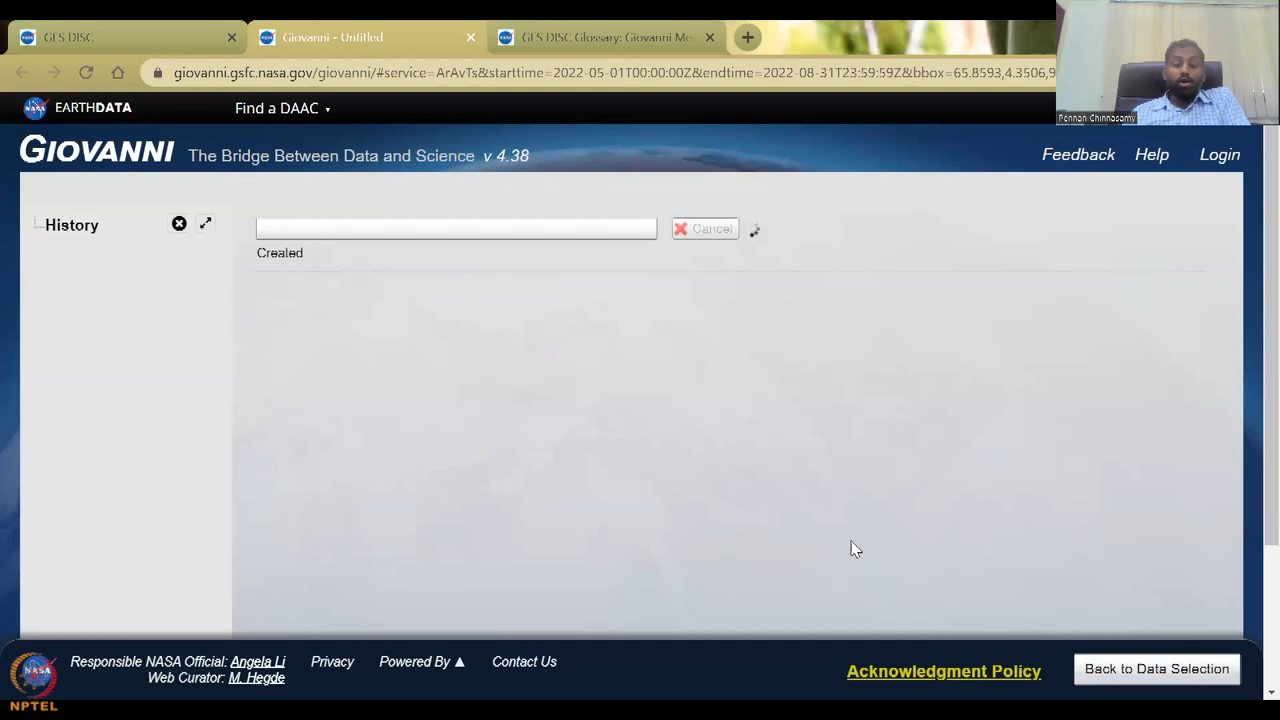 GES DISC
Giovanni - Untitled
GES DISC Glossary: Giovanni Me
giovanni.gsfc.nasa.gov/giovanni/#service=ArAvTs&starttime=2022-05-01T00:00:00Z&endtime=2022-08-31T23:59:59Z&bbox=65.8593,4.3506,9
Pennan Chinnasamy
EARTHDATA
Find a DAAC
GIOVANNI The Bridge Between Data and Science v 4.38
Feedback Help Login
History
Cancel
Created
Responsible NASA Official: Angela Li
Web Curator: M. Hegde
Privacy
Powered By ▲
Contact Us
Acknowledgment Policy
Back to Data Selection
NPTEL